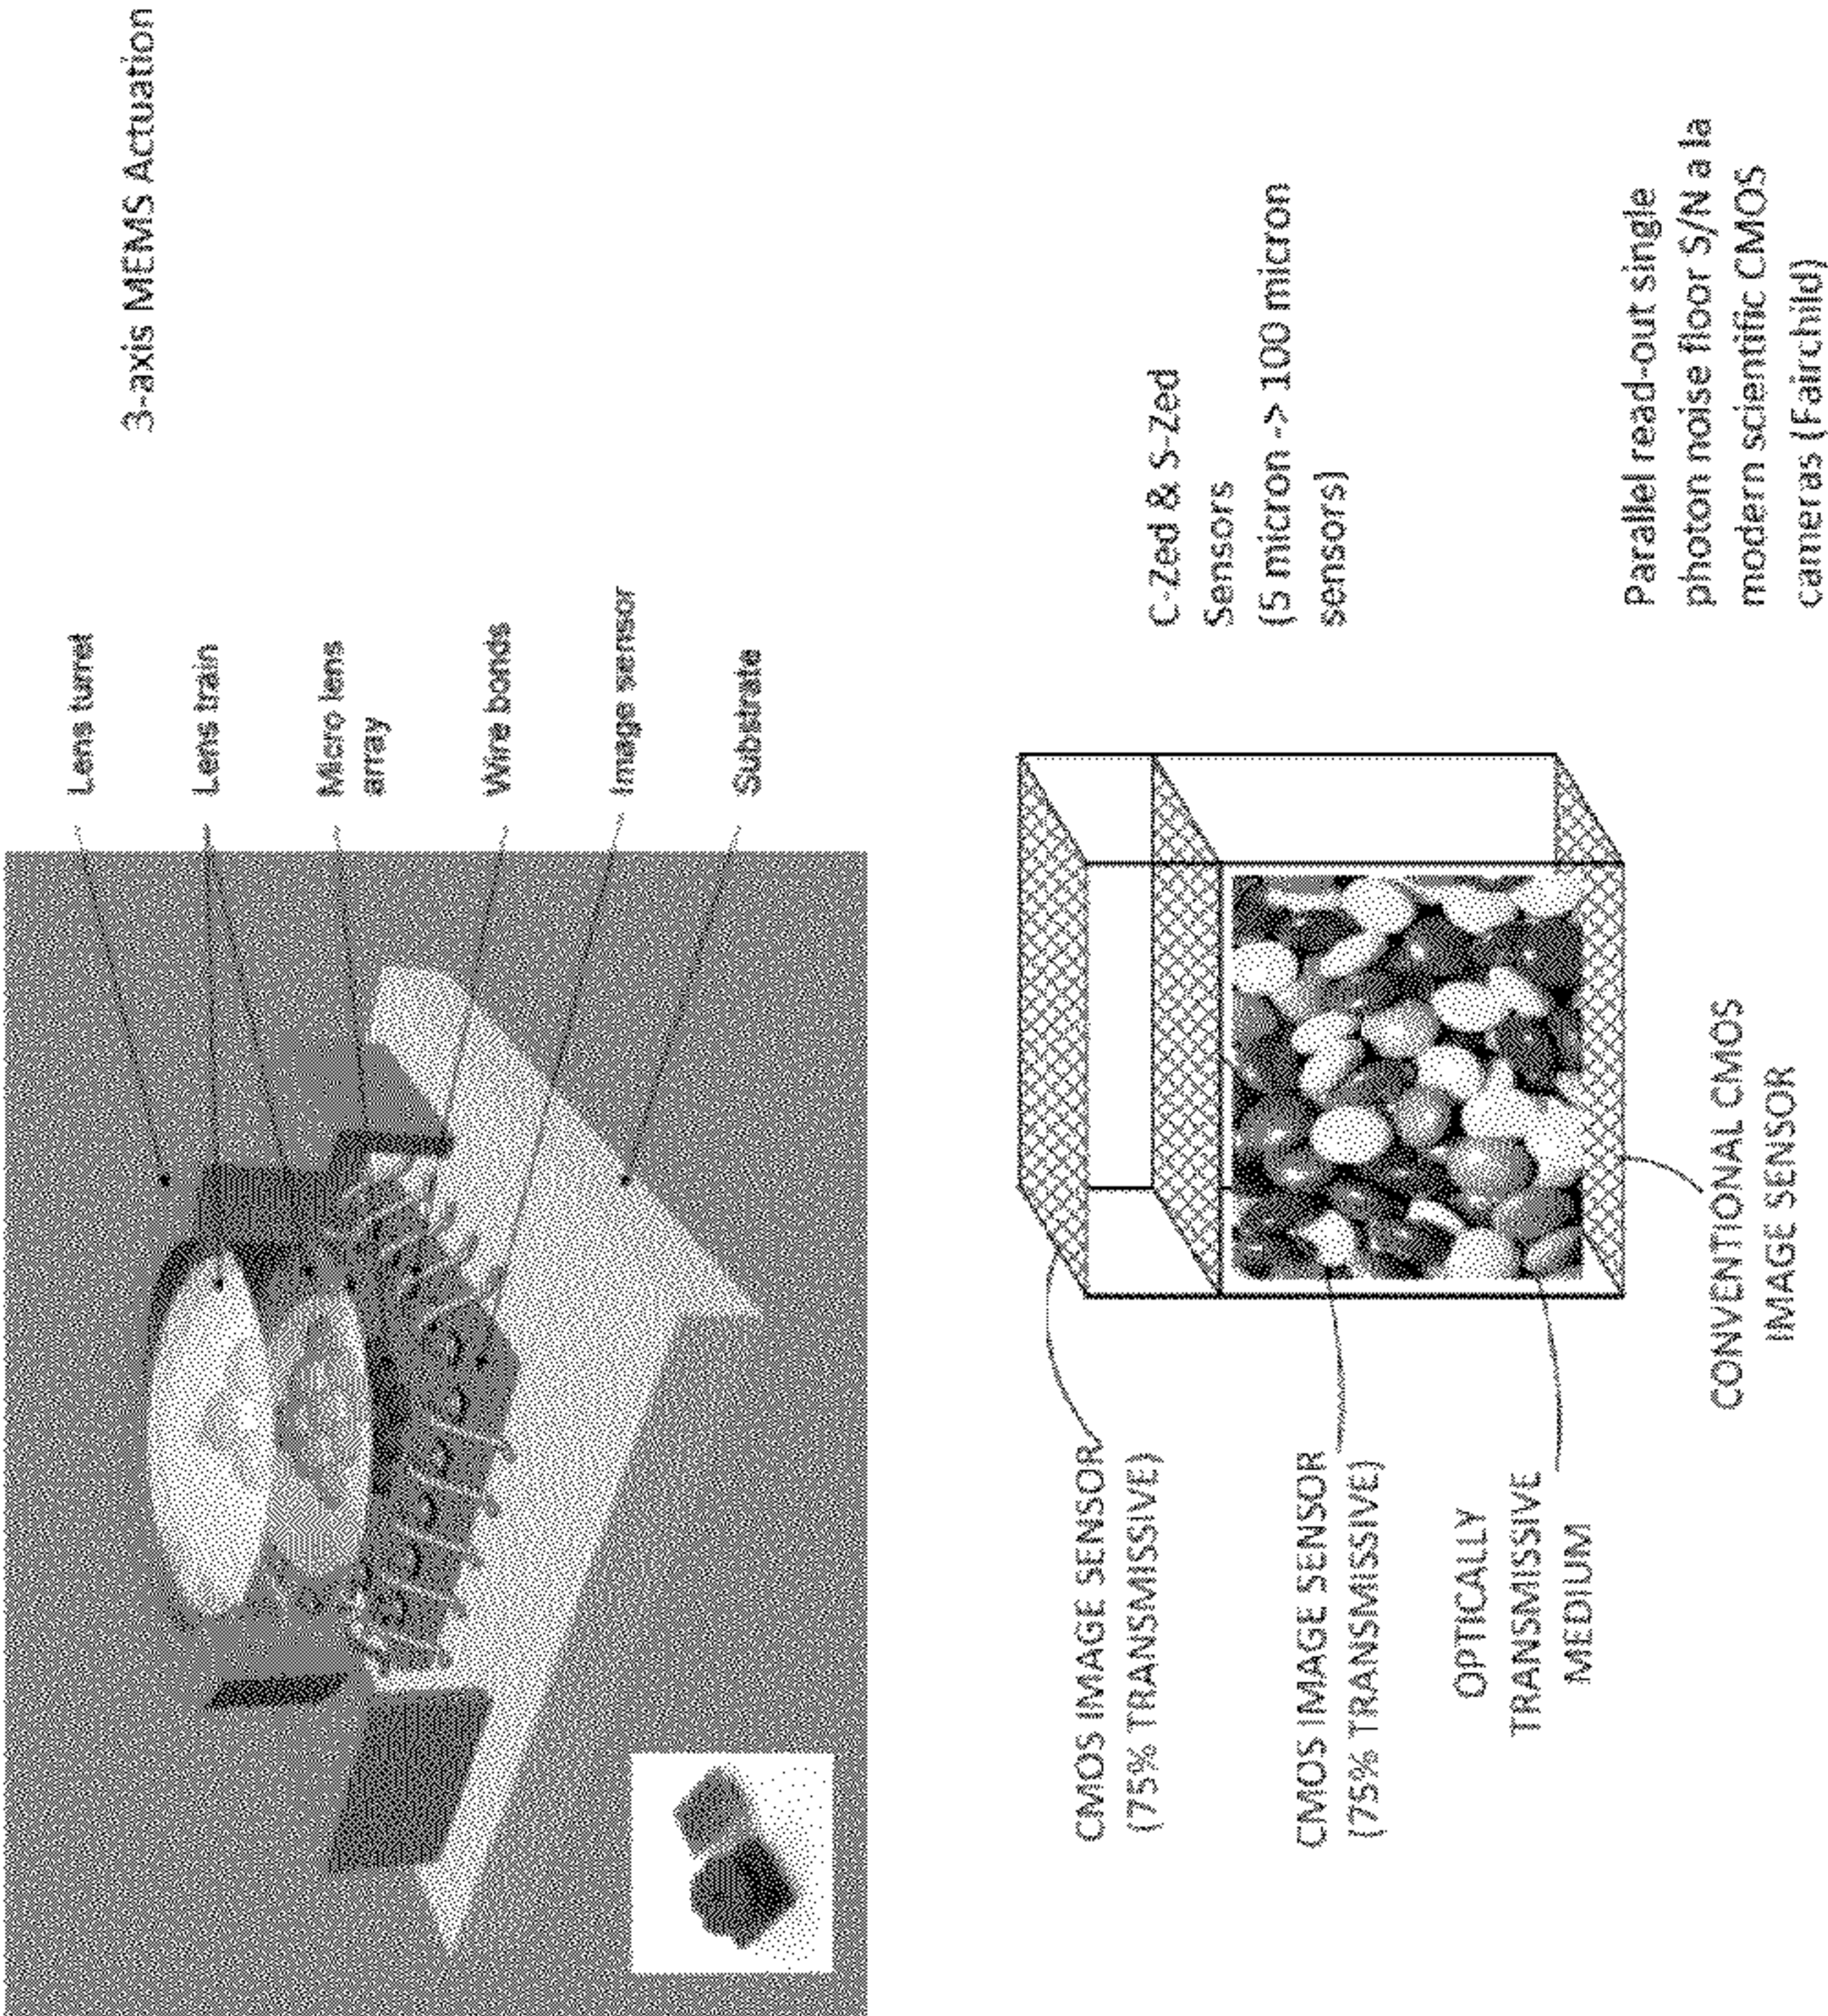 3-axis MEMS Actuation
Lens turret
Lens train
Micro lens
array
Wire bonds
Image sensor
Substrate
C-Zed & S-Zed
Sensors
(5 micron -> 100 micron
sensors)
Parallel read-out single
photon noise floor S/N a la
modern scientific CMOS
cameras (Fairchild)
CMOS IMAGE SENSOR
(75% TRANSMISSIVE)
CMOS IMAGE SENSOR
(75% TRANSMISSIVE)
OPTICALLY
TRANSMISSIVE
MEDIUM
CONVENTIONAL CMOS
IMAGE SENSOR